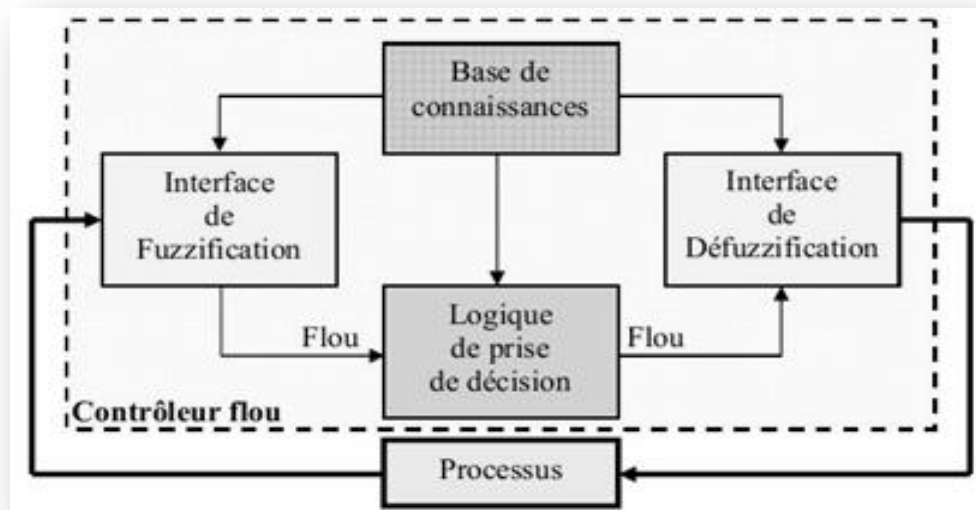 Base de
connaissances
Interface
de
Fuzzification
Interface
de
Défuzzification
Flou
Logique
de prise
de décision
Flou
Contrôleur flou
Processus